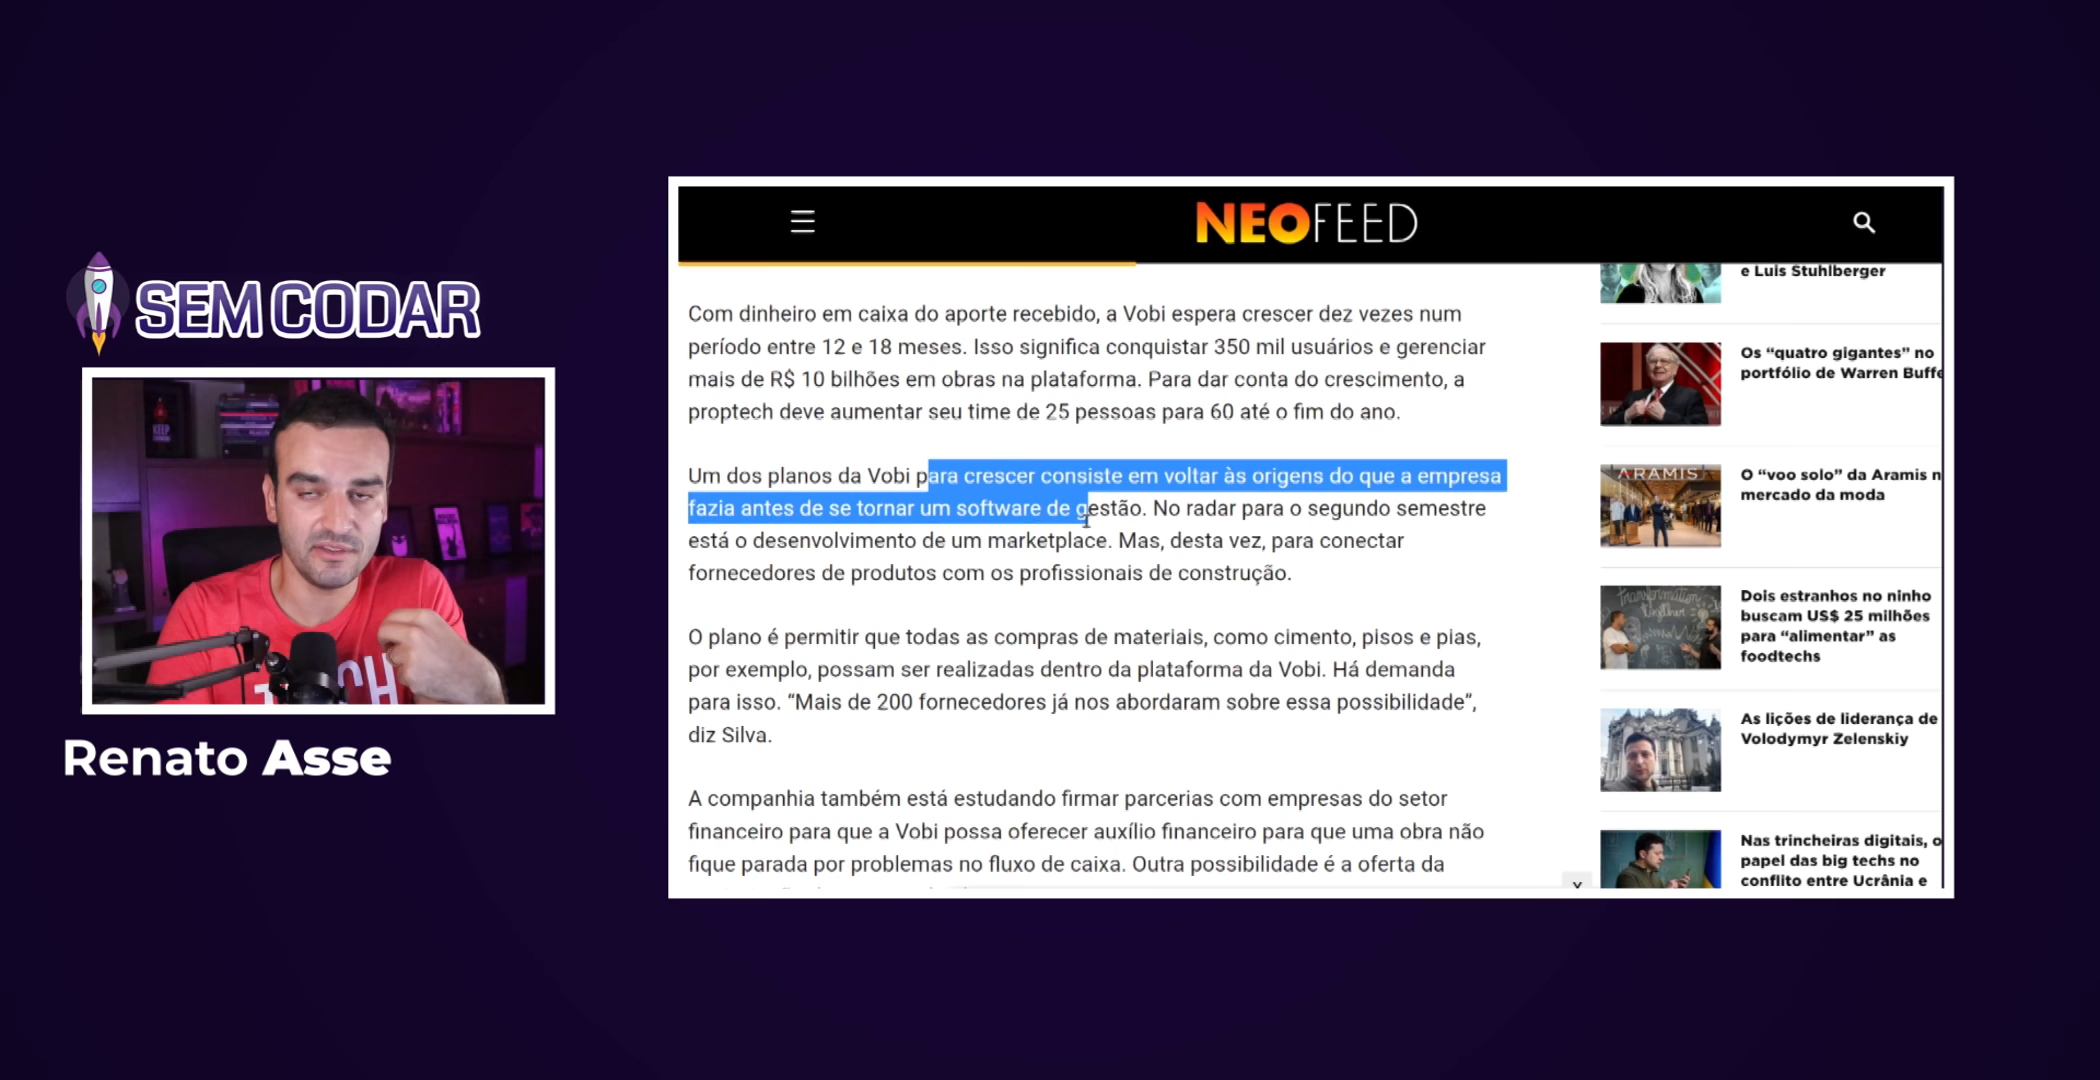 SEM CODAR
Renato Asse
NEOFEED
Com dinheiro em caixa do aporte recebido, a Vobi espera crescer dez vezes num
período entre 12 e 18 meses. Isso significa conquistar 350 mil usuários e gerenciar
mais de R$ 10 bilhões em obras na plataforma. Para dar conta do crescimento, a
proptech deve aumentar seu time de 25 pessoas para 60 até o fim do ano.
Um dos planos da Vobi para crescer consiste em voltar às origens do que a empresa
fazia antes de se tornar um software de gestão. No radar para o segundo semestre
está o desenvolvimento de um marketplace. Mas, desta vez, para conectar
fornecedores de produtos com os profissionais de construção.
O plano é permitir que todas as compras de materiais, como cimento, pisos e pias,
por exemplo, possam ser realizadas dentro da plataforma da Vobi. Há demanda
para isso. “Mais de 200 fornecedores já nos abordaram sobre essa possibilidade”,
diz Silva.
A companhia também está estudando firmar parcerias com empresas do setor
financeiro para que a Vobi possa oferecer auxílio financeiro para que uma obra não
fique parada por problemas no fluxo de caixa. Outra possibilidade é a oferta da
x
e Luis Stuhlberger
Os “quatro gigantes” no
portfólio de Warren Buffe
ARAMIS
O “voo solo” da Aramis n
mercado da moda
Dois estranhos no ninho
buscam US$ 25 milhões
para “alimentar” as
foodtechs
As lições de liderança de
Volodymyr Zelenskiy
Nas trincheiras digitais, o
papel das big techs no
conflito entre Ucrânia e